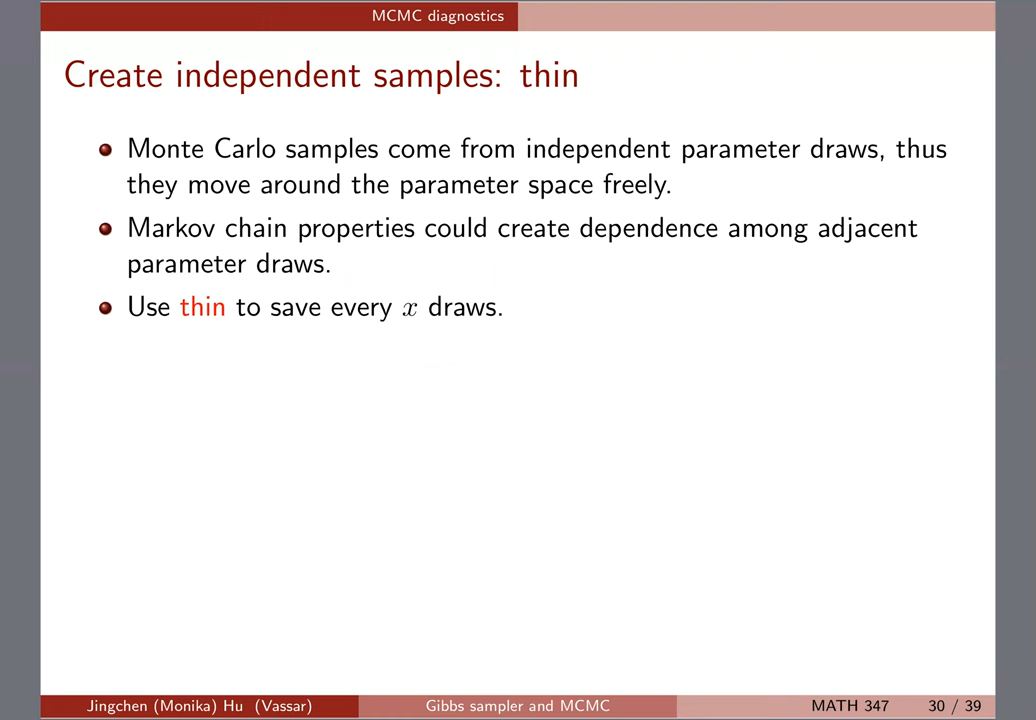 MCMC diagnostics
Create independent samples: thin
Monte Carlo samples come from independent parameter draws, thus
they move around the parameter space freely.
Markov chain properties could create dependence among adjacent
parameter draws.
Use thin to save every x draws.
Jingchen (Monika) Hu (Vassar) Gibbs sampler and MCMC MATH 347 30 / 39